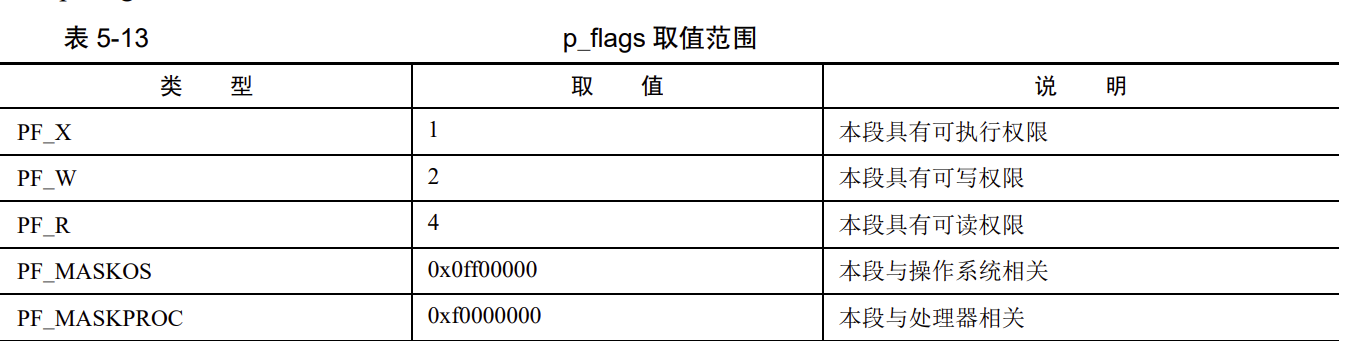 表 5-13 p_flags 取值范围
类 型 取 值 说 明
PF_X 1 本段具有可执行权限
PF_W 2 本段具有可写权限
PF_R 4 本段具有可读权限
PF_MASKOS 0x0ff00000 本段与操作系统相关
PF_MASKPROC 0xf0000000 本段与处理器相关